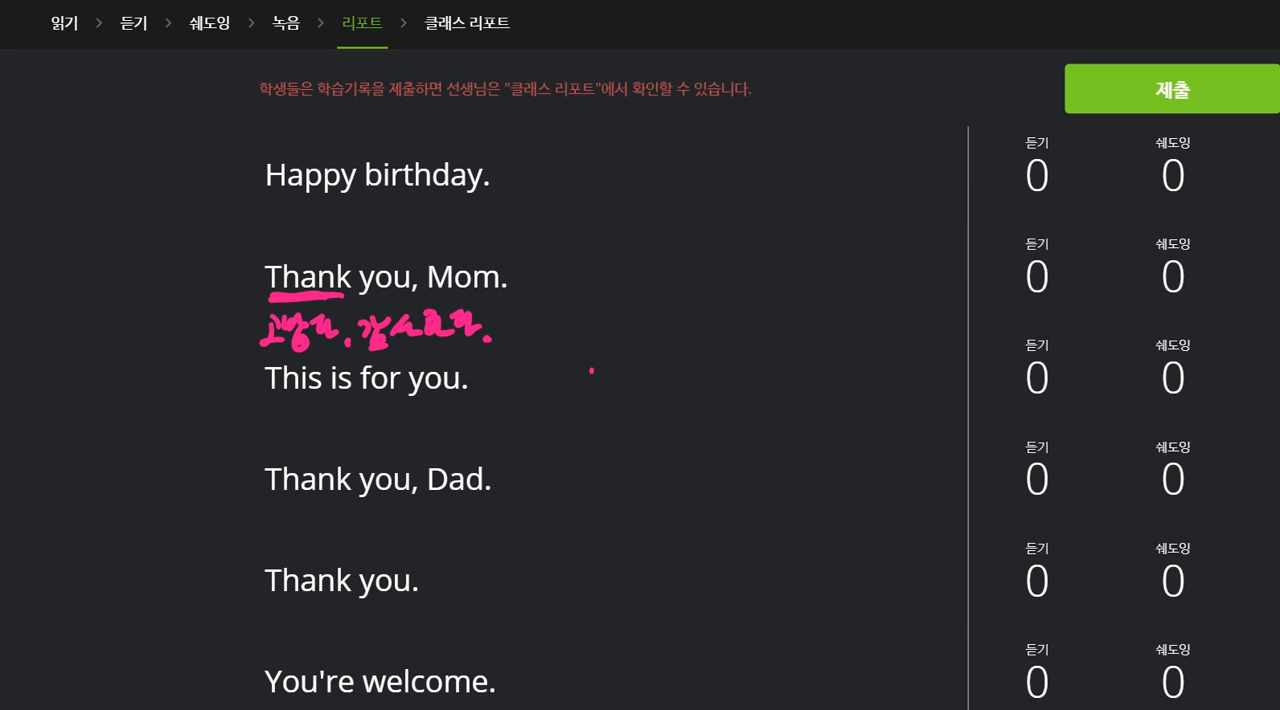 읽기 > 듣기 > 쉐도잉 > 녹음 > 리포트 > 클래스 리포트
학생들은 학습기록을 제출하면 선생님은 "클래스 리포트"에서 확인할 수 있습니다.
제출
듣기 쉐도잉
Happy birthday. 0 0
듣기 쉐도잉
Thank you, Mom. 0 0
고맙다.
듣기 쉐도잉
This is for you. 0 0
듣기 쉐도잉
Thank you, Dad. 0 0
듣기 쉐도잉
Thank you. 0 0
듣기 쉐도잉
You're welcome. 0 0